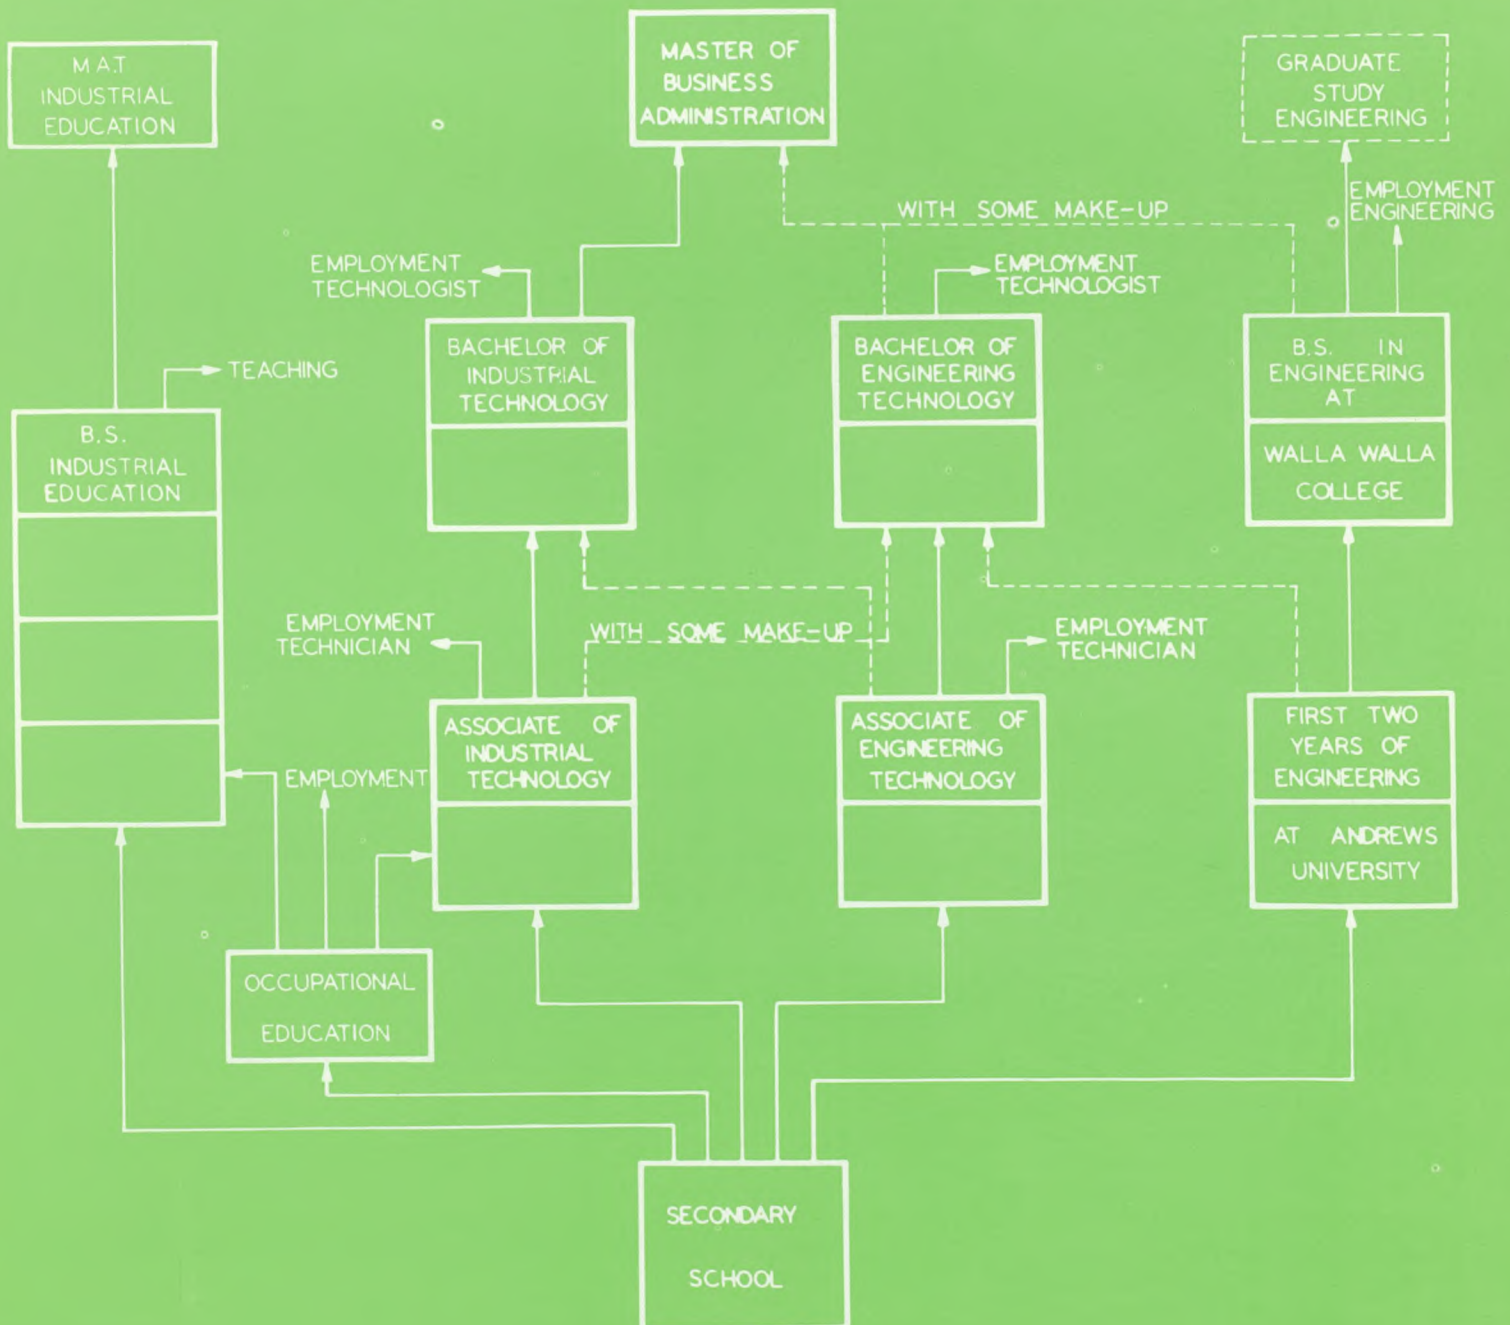 M.A.T
INDUSTRIAL
EDUCATION
MASTER OF
BUSINESS
ADMINISTRATION
GRADUATE
STUDY
ENGINEERING
EMPLOYMENT
ENGINEERING
WITH SOME MAKE-UP
EMPLOYMENT
TECHNOLOGIST
EMPLOYMENT
TECHNOLOGIST
TEACHING
BACHELOR OF
INDUSTRIAL
TECHNOLOGY
BACHELOR OF
ENGINEERING
TECHNOLOGY
B.S. IN
ENGINEERING
AT
WALLA WALLA
COLLEGE
B.S.
INDUSTRIAL
EDUCATION
EMPLOYMENT
TECHNICIAN
WITH SOME MAKE-UP
EMPLOYMENT
TECHNICIAN
ASSOCIATE OF
INDUSTRIAL
TECHNOLOGY
ASSOCIATE OF
ENGINEERING
TECHNOLOGY
FIRST TWO
YEARS OF
ENGINEERING
AT ANDREWS
UNIVERSITY
EMPLOYMENT
OCCUPATIONAL
EDUCATION
SECONDARY
SCHOOL